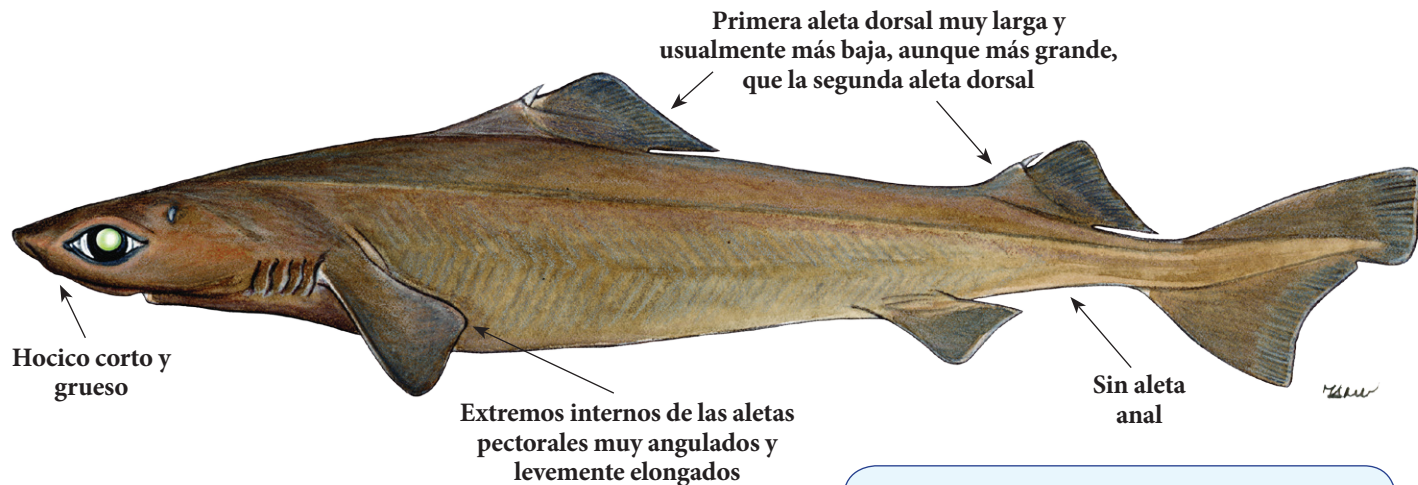 Primera aleta dorsal muy larga y
usualmente más baja, aunque más grande,
que la segunda aleta dorsal
Hocico corto y
grueso
Extremos internos de las aletas
pectorales muy angulados y
levemente elongados
Sin aleta
anal